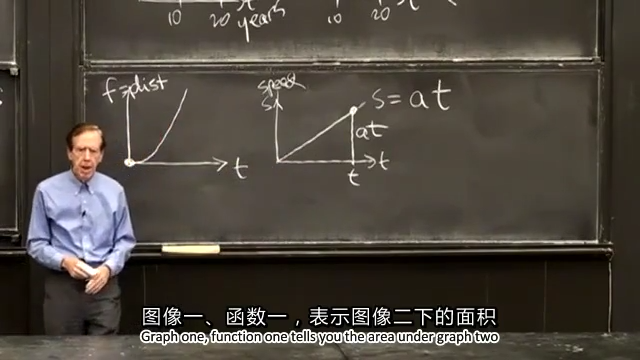 10 20 years
10 20
f = dist
t
speed
s
s = at
at
t
t
图像一、函数一，表示图像二下的面积
Graph one, function one tells you the area under graph two